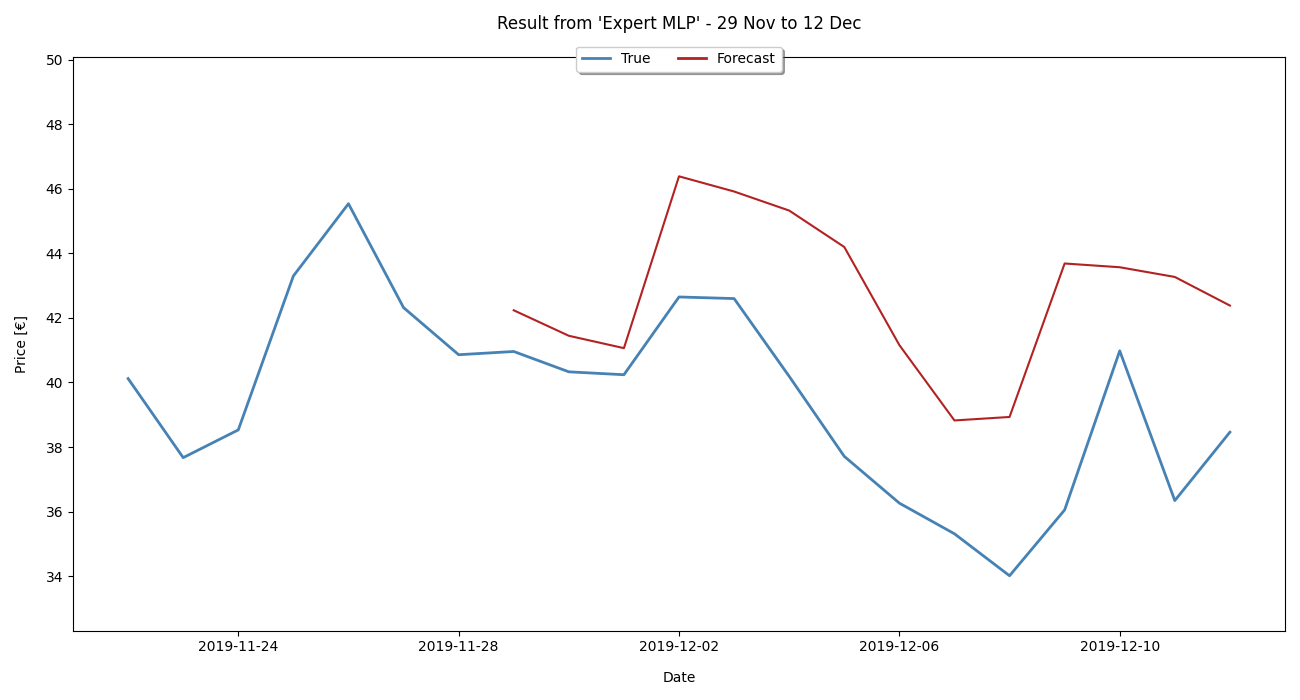 Result from 'Expert MLP' - 29 Nov to 12 Dec
True Forecast
50
48
46
44
42
40
38
36
34
Price [€]
2019-11-24 2019-11-28 2019-12-02 2019-12-06 2019-12-10
Date